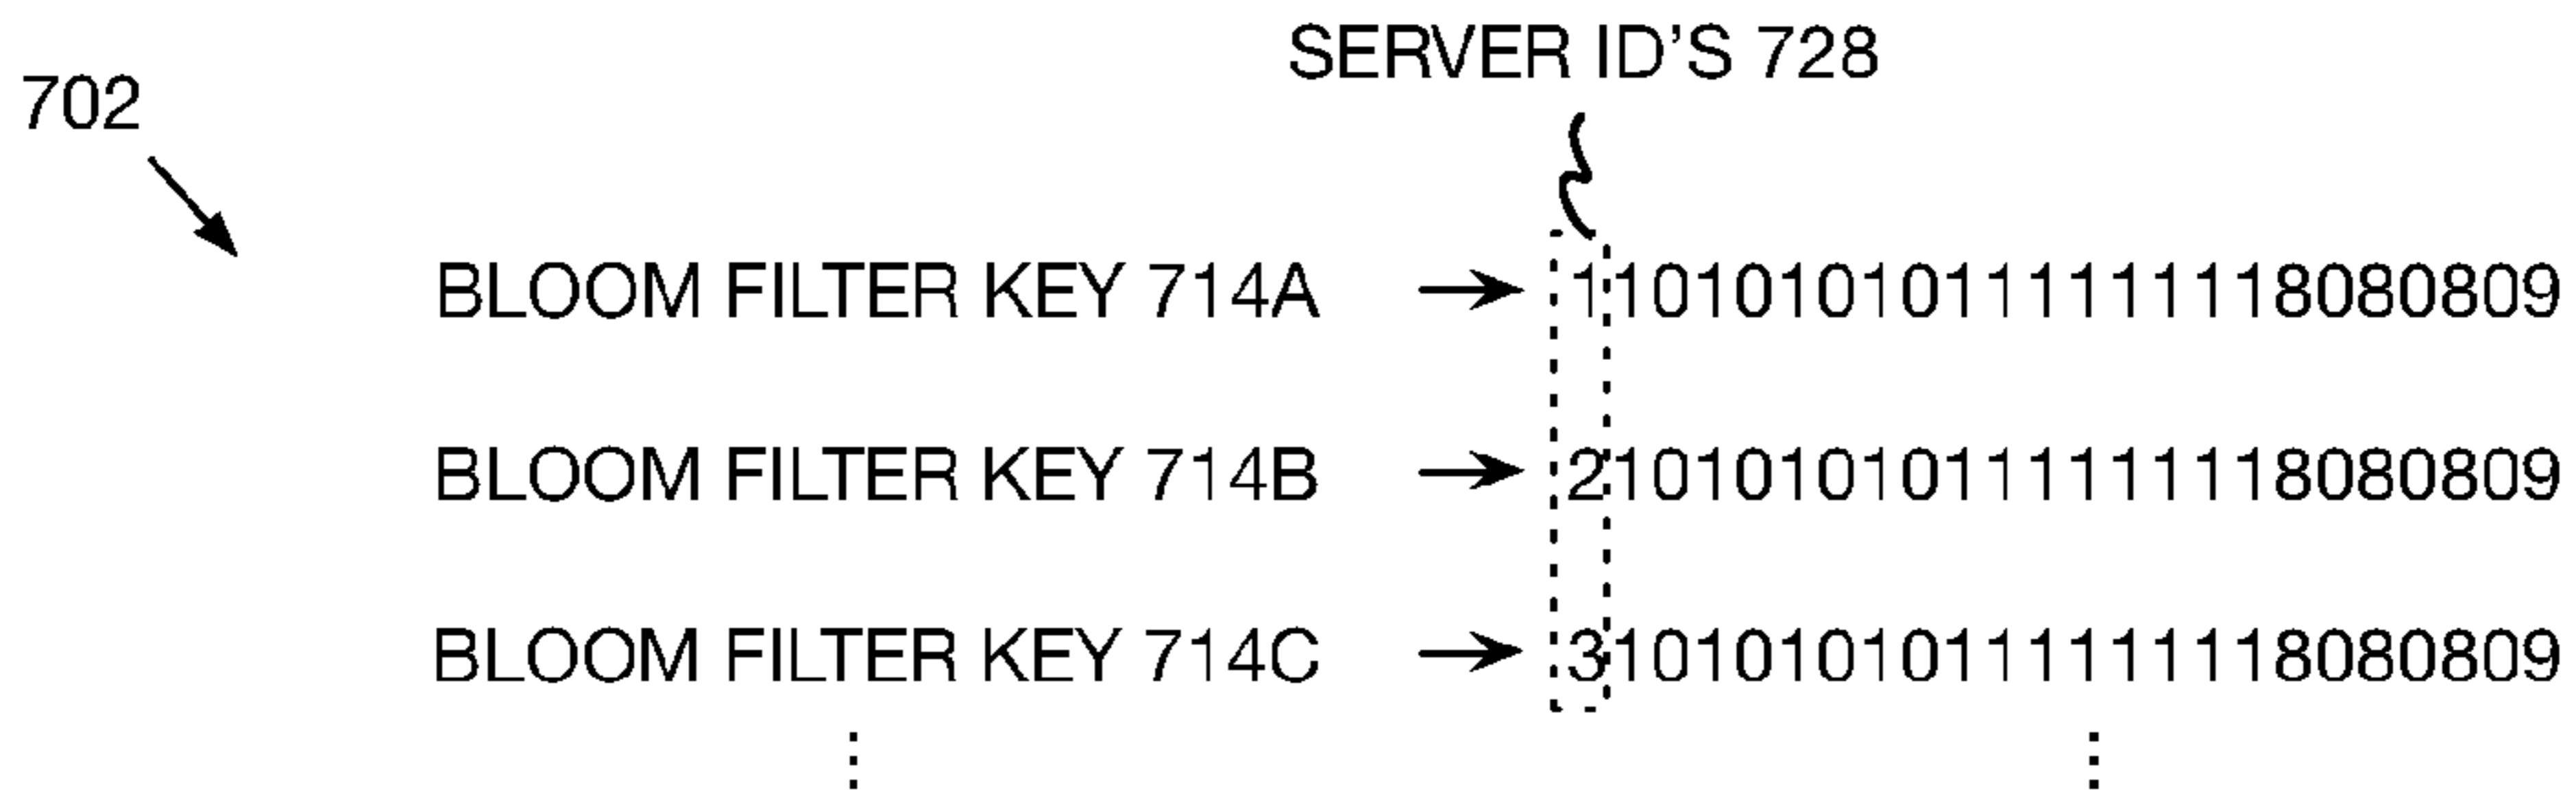 SERVER ID'S 728
702
BLOOM FILTER KEY 714A → 110101010111111118080809
BLOOM FILTER KEY 714B → 210101010111111118080809
BLOOM FILTER KEY 714C → 310101010111111118080809